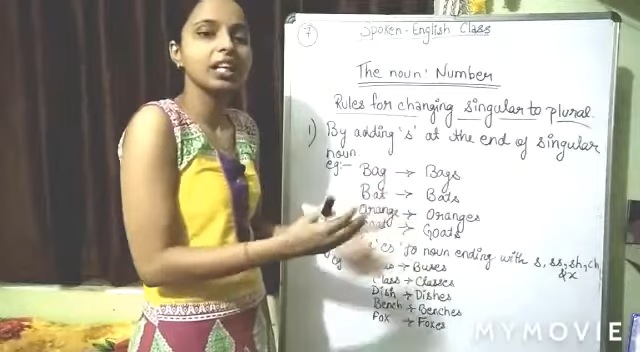 7
Spoken-English Class
The noun: Number
Rules for changing singular to plural.
1) By adding 's' at the end of singular
noun
eg:- Bag → Bags
Bat → Bats
Orange → Oranges
Goats
'es' to noun ending with s, ss, sh, ch
& x
eg → Buses
Class → Classes
Dish → Dishes
Bench → Benches
Fox → Foxes
MYMOVIE